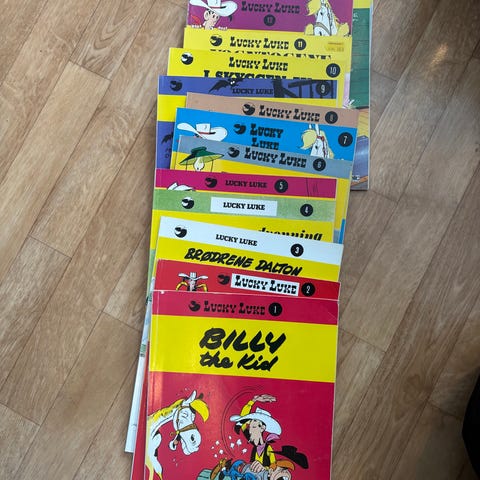 LUCKY LUKE 12
LUCKY LUKE 11
LUCKY LUKE 10
I SKYGGEN
LUCKY LUKE 9
LUCKY LUKE 8
LUCKY LUKE 7
LUCKY LUKE 6
LUCKY LUKE 5
LUCKY LUKE 4
LUCKY LUKE 3
BRØDRENE DALTON
LUCKY LUKE 2
LUCKY LUKE 1
BILLY
the Kid